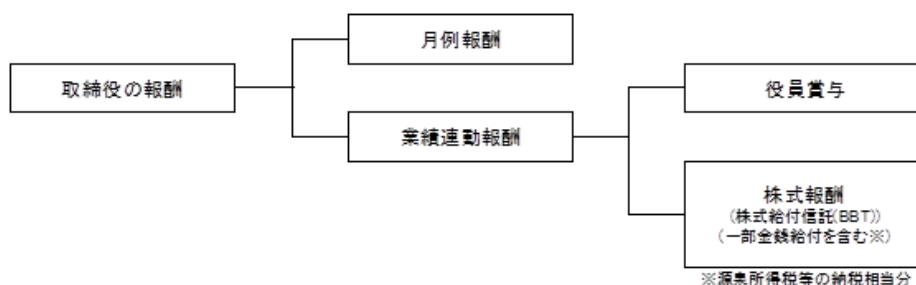 月例報酬
取締役の報酬
役員賞与
業績連動報酬
株式報酬
(株式給付信託(BBT))
(一部金銭給付を含む※)
※源泉所得税等の納税相当分